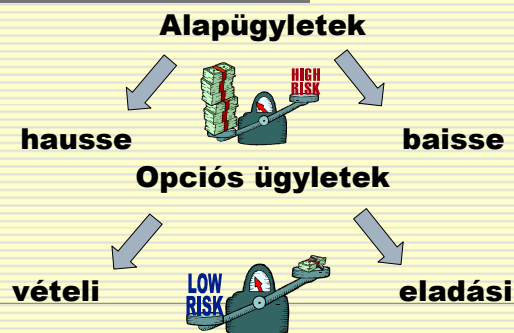 Alapügyletek
HIGH
RISK
hausse
baisse
Opciós ügyletek
LOW
RISK
vételi
eladási